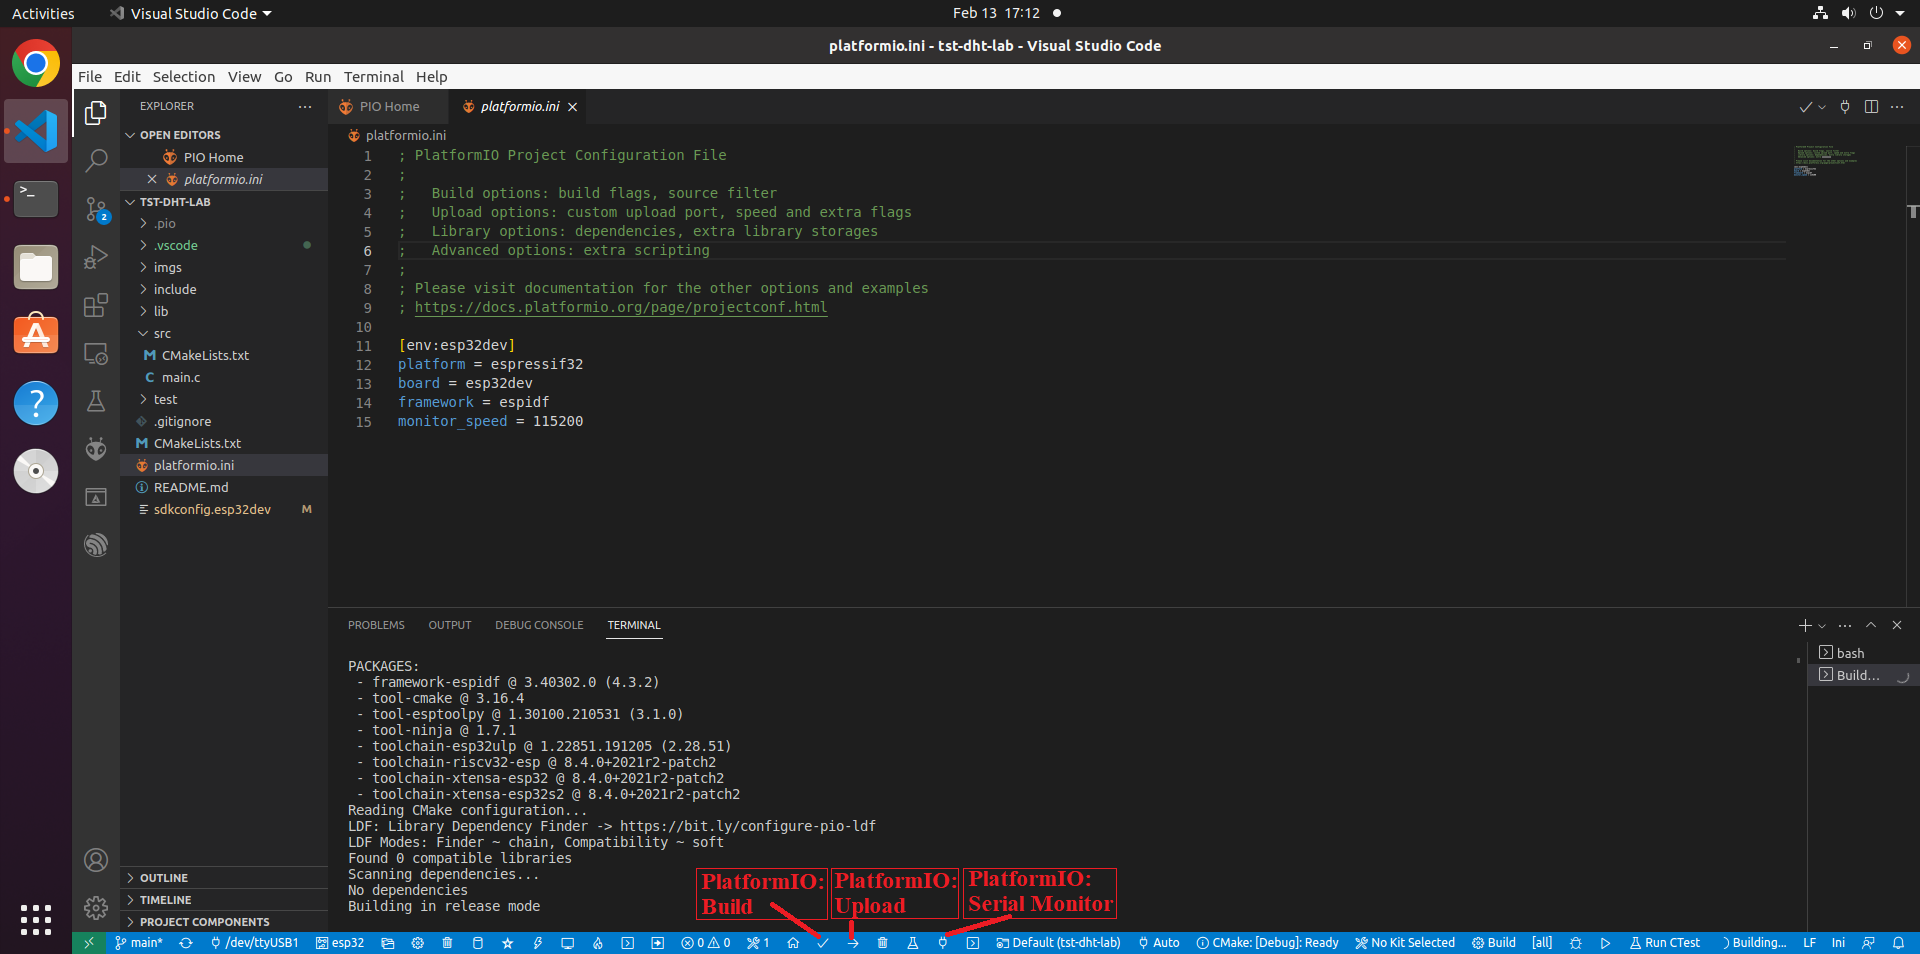 Activities
Visual Studio Code
Feb 13 17:12
platformio.ini - tst-dht-lab - Visual Studio Code
File Edit Selection View Go Run Terminal Help
EXPLORER
OPEN EDITORS
PIO Home
platformio.ini
TST-DHT-LAB
.pio
.vscode
imgs
include
lib
src
M CMakeLists.txt
C main.c
test
.gitignore
M CMakeLists.txt
platformio.ini
README.md
sdkconfig.esp32dev M
OUTLINE
TIMELINE
PROJECT COMPONENTS
2
PIO Home
platformio.ini
platformio.ini
1 ; PlatformIO Project Configuration File
2 ;
3 ;   Build options: build flags, source filter
4 ;   Upload options: custom upload port, speed and extra flags
5 ;   Library options: dependencies, extra library storages
6 ;   Advanced options: extra scripting
7 ;
8 ; Please visit documentation for the other options and examples
9 ; https://docs.platformio.org/page/projectconf.html
10
11 [env:esp32dev]
12 platform = espressif32
13 board = esp32dev
14 framework = espidf
15 monitor_speed = 115200
PROBLEMS OUTPUT DEBUG CONSOLE TERMINAL
bash
Build...
PACKAGES:
- framework-espidf @ 3.40302.0 (4.3.2)
- tool-cmake @ 3.16.4
- tool-esptoolpy @ 1.30100.210531 (3.1.0)
- tool-ninja @ 1.7.1
- toolchain-esp32ulp @ 1.22851.191205 (2.28.51)
- toolchain-riscv32-esp @ 8.4.0+2021r2-patch2
- toolchain-xtensa-esp32 @ 8.4.0+2021r2-patch2
- toolchain-xtensa-esp32s2 @ 8.4.0+2021r2-patch2
Reading CMake configuration...
LDF: Library Dependency Finder -> https://bit.ly/configure-pio-ldf
LDF Modes: Finder ~ chain, Compatibility ~ soft
Found 0 compatible libraries
Scanning dependencies...
No dependencies
Building in release mode
PlatformIO:
Build
PlatformIO:
Upload
PlatformIO:
Serial Monitor
main* /dev/ttyUSB1 esp32 0 0 1 Default (tst-dht-lab) Auto CMake: [Debug]: Ready No Kit Selected Build [all] Run CTest Building... LF Ini